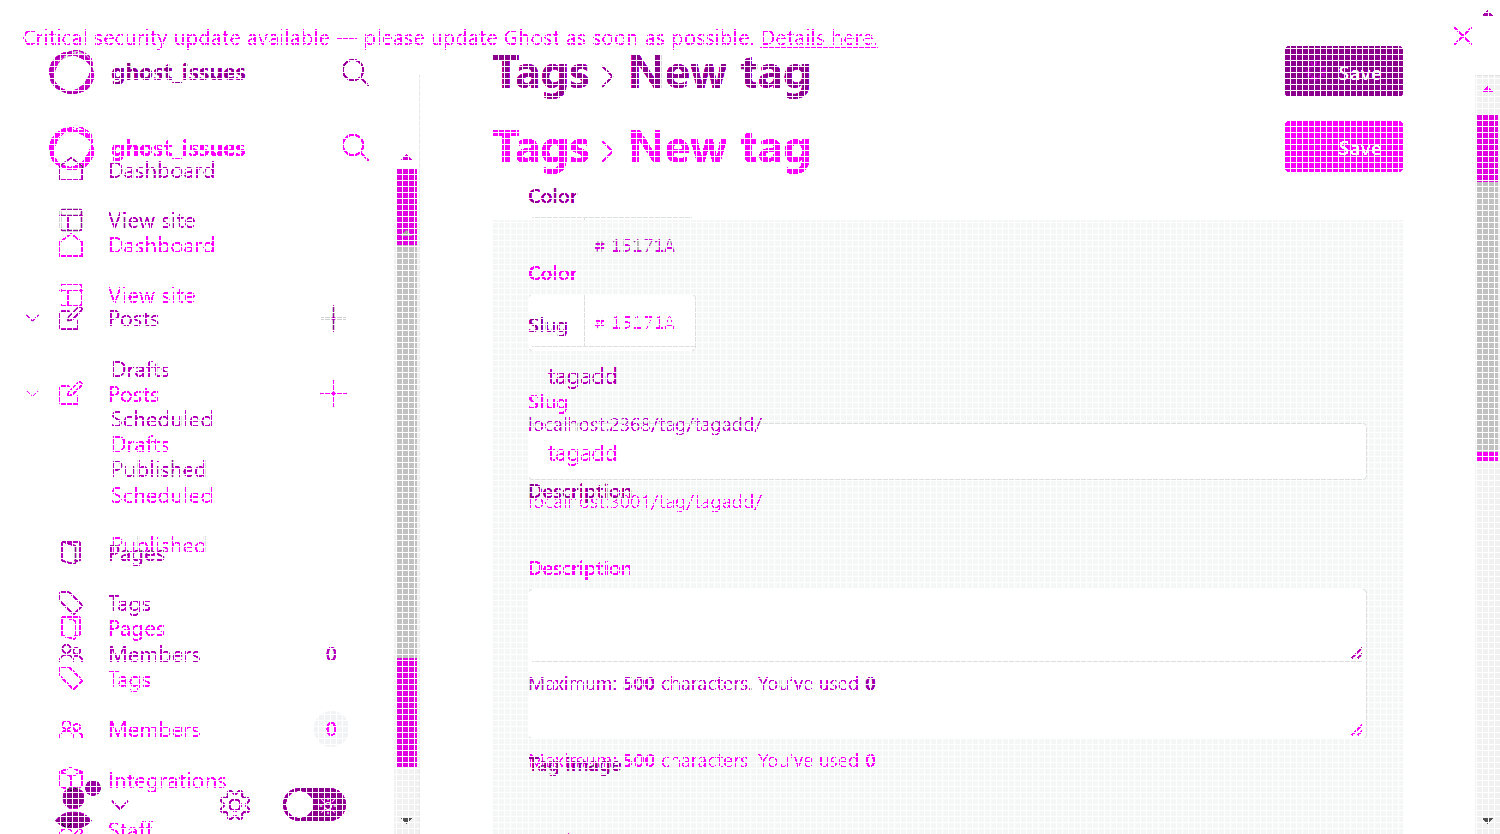 Critical security update available — please update Ghost as soon as possible. Details here.
ghost_issues
Tags › New tag
Save
ghost_issues
Tags › New tag
Save
Dashboard
Color
View site
Dashboard
# 15171A
Color
View site
Posts
Slug
# 15171A
Drafts
tagadd
Posts
Slug
Scheduled
localhost:2368/tag/tagadd/
Drafts
tagadd
Published
Scheduled
Description
localhost:3001/tag/tagadd/
Published
Pages
Description
Tags
Pages
Members 0
Tags
Maximum: 500 characters. You've used 0
Members 0
Maximum: 500 characters. You've used 0
Tag image
Integrations
Staff